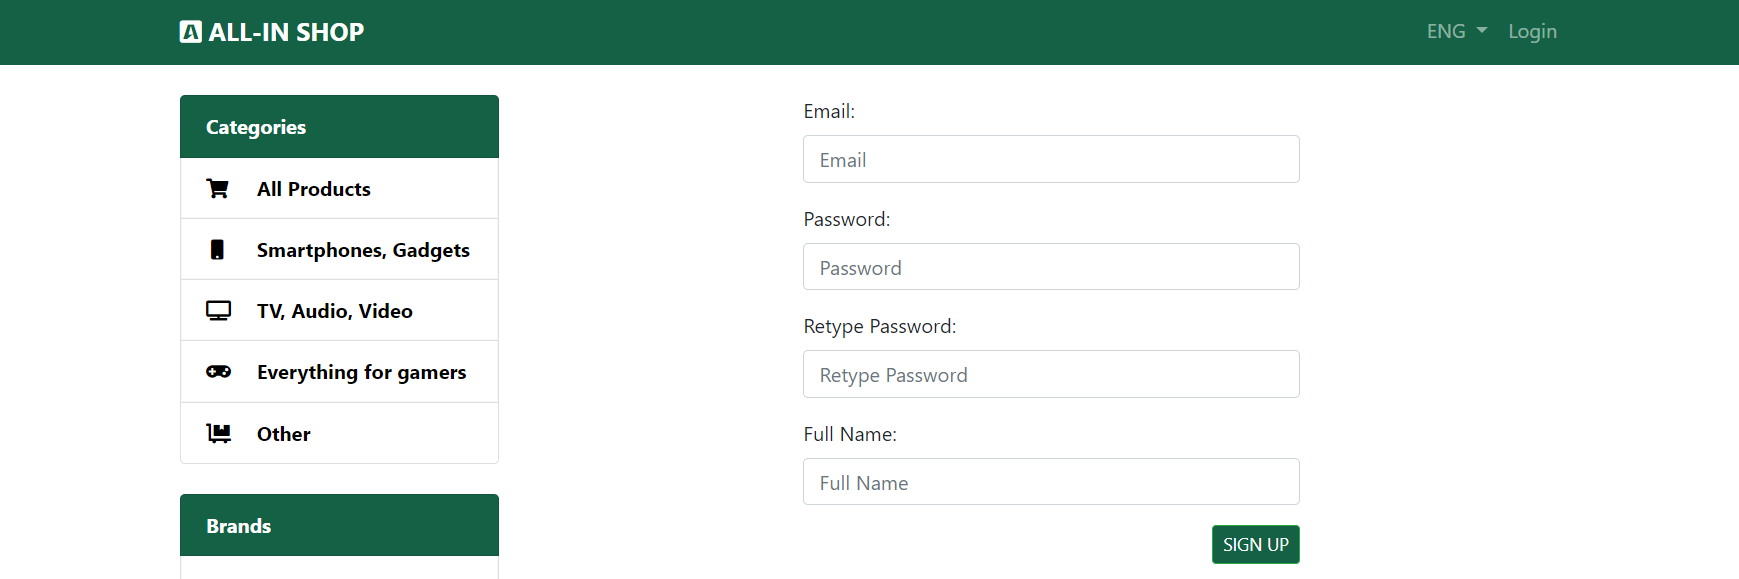 ALL-IN SHOP
ENG
Login
Categories
All Products
Smartphones, Gadgets
TV, Audio, Video
Everything for gamers
Other
Brands
Email:
Email
Password:
Password
Retype Password:
Retype Password
Full Name:
Full Name
SIGN UP